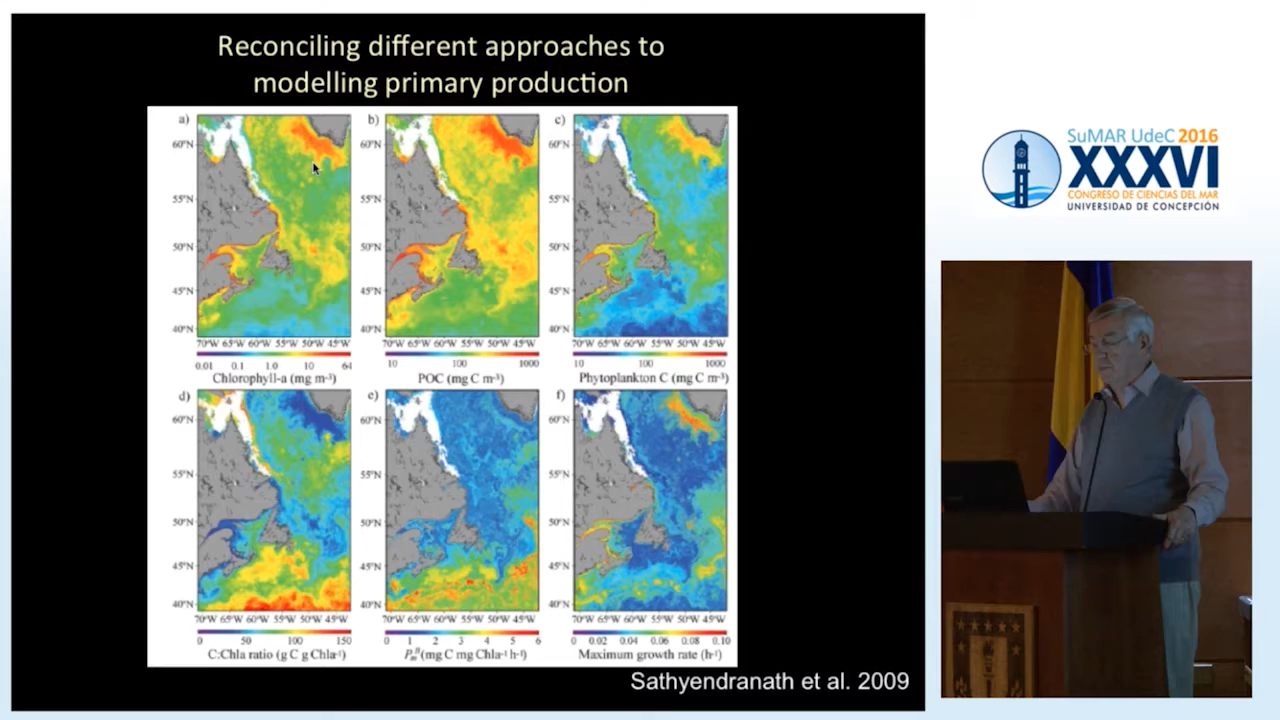 Reconciling different approaches to
modelling primary production
a) b) c)
60°N 60°N 60°N
55°N 55°N 55°N
50°N 50°N 50°N
45°N 45°N 45°N
40°N 40°N 40°N
70°W 65°W 60°W 55°W 50°W 45°W 70°W 65°W 60°W 55°W 50°W 45°W 70°W 65°W 60°W 55°W 50°W 45°W
0.01 0.1 1.0 10 64 10 100 1000 10 100 1000
Chlorophyll-a (mg m⁻³) POC (mg C m⁻³) Phytoplankton C (mg C m⁻³)
d) e) f)
60°N 60°N 60°N
55°N 55°N 55°N
50°N 50°N 50°N
45°N 45°N 45°N
40°N 40°N 40°N
70°W 65°W 60°W 55°W 50°W 45°W 70°W 65°W 60°W 55°W 50°W 45°W 70°W 65°W 60°W 55°W 50°W 45°W
0 50 100 150 0 1 2 3 4 5 6 0 0.02 0.04 0.06 0.08 0.10
C:Chla ratio (g C g Chla⁻¹) Pₘᴮ (mg C mg Chla⁻¹ h⁻¹) Maximum growth rate (h⁻¹)
Sathyendranath et al. 2009
SuMAR UdeC 2016
XXXVI
CONGRESO DE CIENCIAS DEL MAR
UNIVERSIDAD DE CONCEPCIÓN